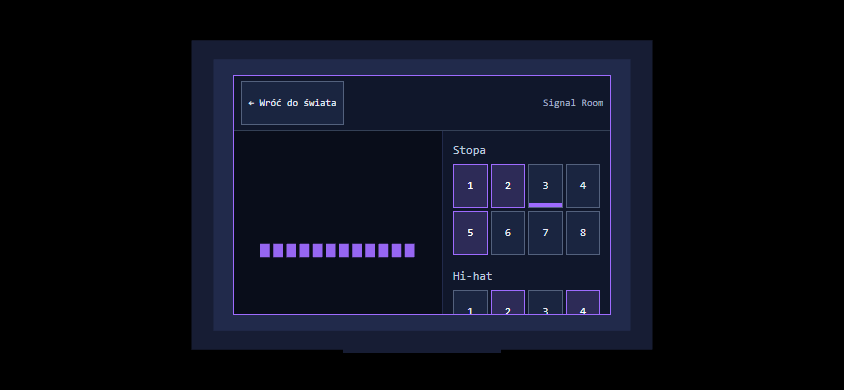 ← Wróć do świata
Signal Room
Stopa
1 2 3 4
5 6 7 8
Hi-hat
1 2 3 4